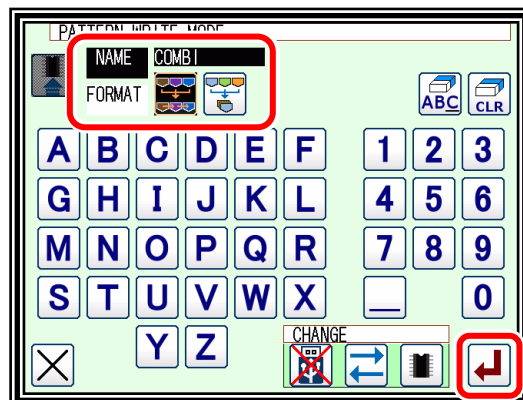 PATTERN WRITE MODE
NAME COMBI
FORMAT
ABC CLR
A B C D E F 1 2 3
G H I J K L 4 5 6
M N O P Q R 7 8 9
S T U V W X _ 0
Y Z
CHANGE